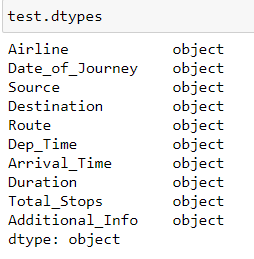 test.dtypes
Airline object
Date_of_Journey object
Source object
Destination object
Route object
Dep_Time object
Arrival_Time object
Duration object
Total_Stops object
Additional_Info object
dtype: object